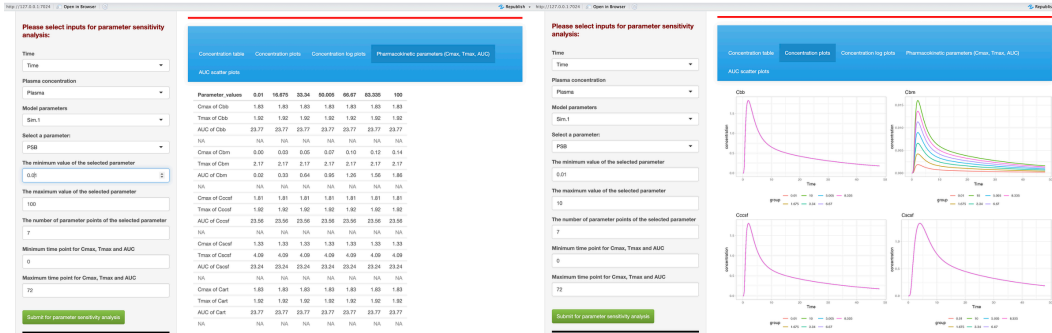 http://127.0.0.1:7024 Open in Browser Republish
Please select inputs for parameter sensitivity
analysis:
Time
Time
Plasma concentration
Plasma
Model parameters
Sim.1
Select a parameter:
PSB
The minimum value of the selected parameter
0.01
The maximum value of the selected parameter
100
The number of parameter points of the selected parameter
7
Minimum time point for Cmax, Tmax and AUC
0
Maximum time point for Cmax, Tmax and AUC
72
Submit for parameter sensitivity analysis
Concentration table Concentration plots Concentration log plots Pharmacokinetic parameters (Cmax, Tmax, AUC)
AUC scatter plots
Parameter_values 0.01 16.675 33.34 50.005 66.67 83.335 100
Cmax of Cbb 1.83 1.83 1.83 1.83 1.83 1.83 1.83
Tmax of Cbb 1.92 1.92 1.92 1.92 1.92 1.92 1.92
AUC of Cbb 23.77 23.77 23.77 23.77 23.77 23.77 23.77
NA NA NA NA NA NA NA NA
Cmax of Cbm 0.00 0.03 0.05 0.07 0.10 0.12 0.14
Tmax of Cbm 2.17 2.17 2.17 2.17 2.17 2.17 2.17
AUC of Cbm 0.02 0.33 0.64 0.95 1.26 1.56 1.86
NA NA NA NA NA NA NA NA
Cmax of Cccsf 1.81 1.81 1.81 1.81 1.81 1.81 1.81
Tmax of Cccsf 1.92 1.92 1.92 1.92 1.92 1.92 1.92
AUC of Cccsf 23.56 23.56 23.56 23.56 23.56 23.56 23.56
NA NA NA NA NA NA NA NA
Cmax of Cscsf 1.33 1.33 1.33 1.33 1.33 1.33 1.33
Tmax of Cscsf 4.09 4.09 4.09 4.09 4.09 4.09 4.09
AUC of Cscsf 23.24 23.24 23.24 23.24 23.24 23.24 23.24
NA NA NA NA NA NA NA NA
Cmax of Cart 1.83 1.83 1.83 1.83 1.83 1.83 1.83
Tmax of Cart 1.92 1.92 1.92 1.92 1.92 1.92 1.92
AUC of Cart 23.77 23.77 23.77 23.77 23.77 23.77 23.77
NA NA NA NA NA NA NA NA
http://127.0.0.1:7024 Open in Browser Republish
Please select inputs for parameter sensitivity
analysis:
Time
Time
Plasma concentration
Plasma
Model parameters
Sim.1
Select a parameter:
PSB
The minimum value of the selected parameter
0.01
The maximum value of the selected parameter
10
The number of parameter points of the selected parameter
7
Minimum time point for Cmax, Tmax and AUC
0
Maximum time point for Cmax, Tmax and AUC
72
Submit for parameter sensitivity analysis
Concentration table Concentration plots Concentration log plots Pharmacokinetic parameters (Cmax, Tmax, AUC)
AUC scatter plots
Cbb
concentration
Time
group
Cbm
concentration
Time
group
Cccsf
concentration
Time
group
Cscsf
concentration
Time
group